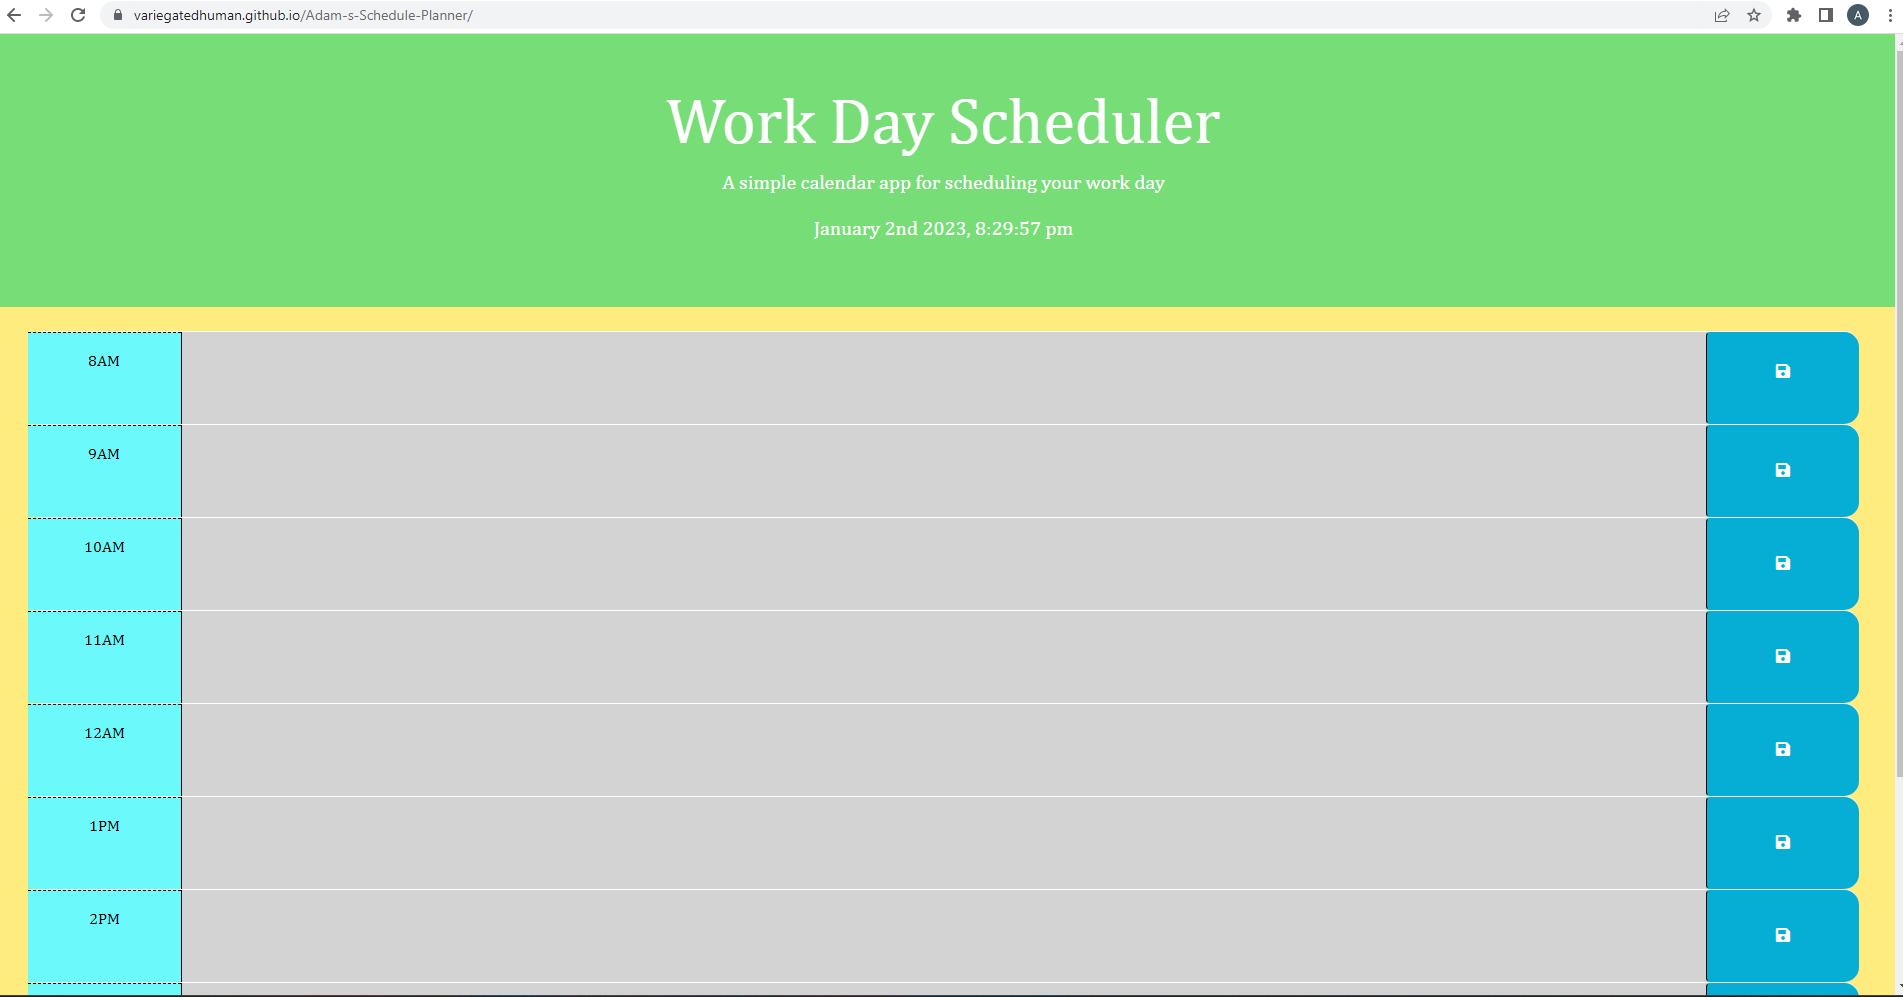 variegatedhuman.github.io/Adam-s-Schedule-Planner/
A
Work Day Scheduler
A simple calendar app for scheduling your work day
January 2nd 2023, 8:29:57 pm
8AM
9AM
10AM
11AM
12AM
1PM
2PM